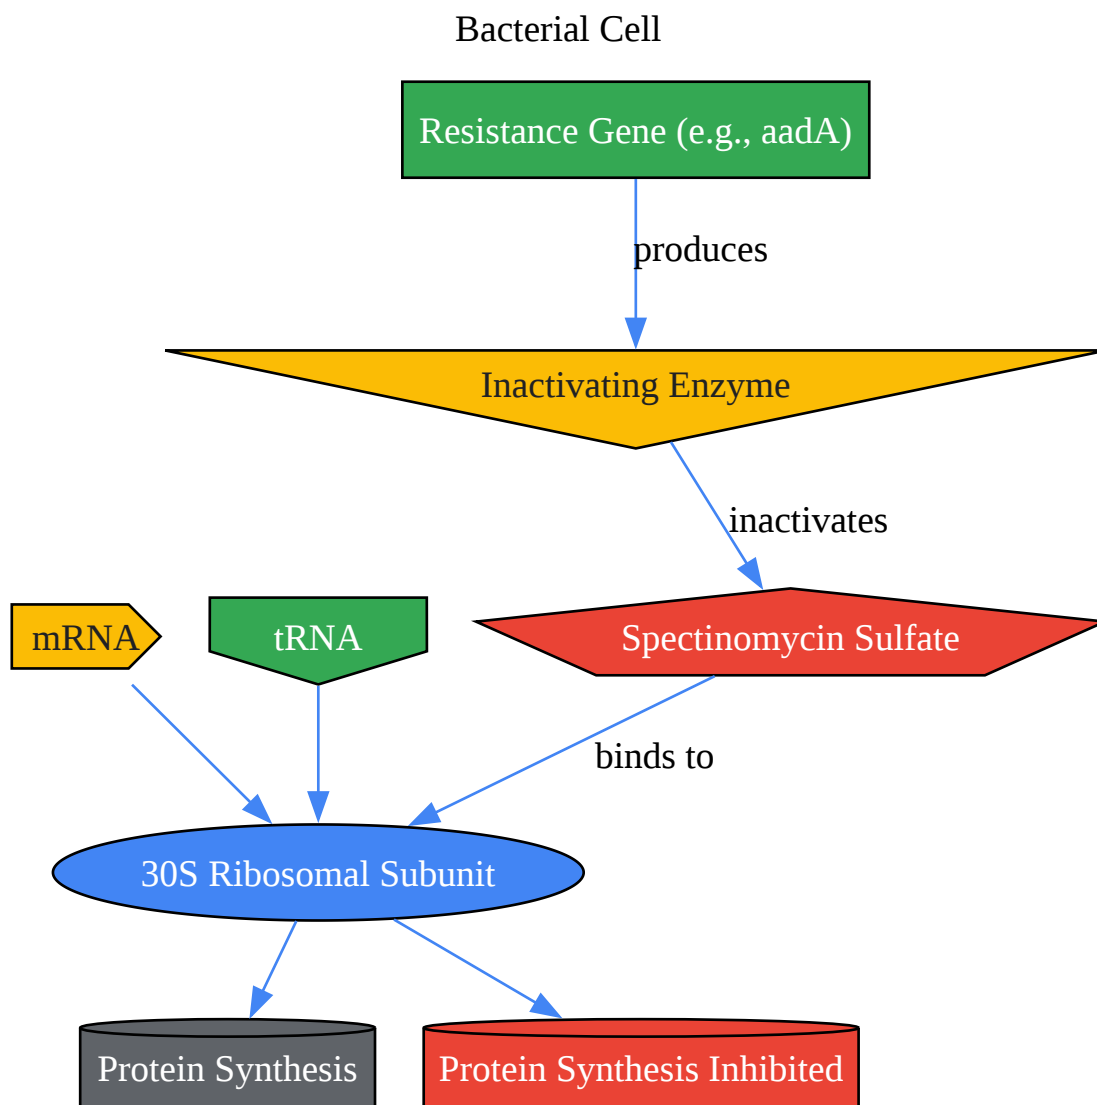 Bacterial Cell
Resistance Gene (e.g., aadA)
produces
Inactivating Enzyme
inactivates
mRNA
tRNA
Spectinomycin Sulfate
binds to
30S Ribosomal Subunit
Protein Synthesis
Protein Synthesis Inhibited